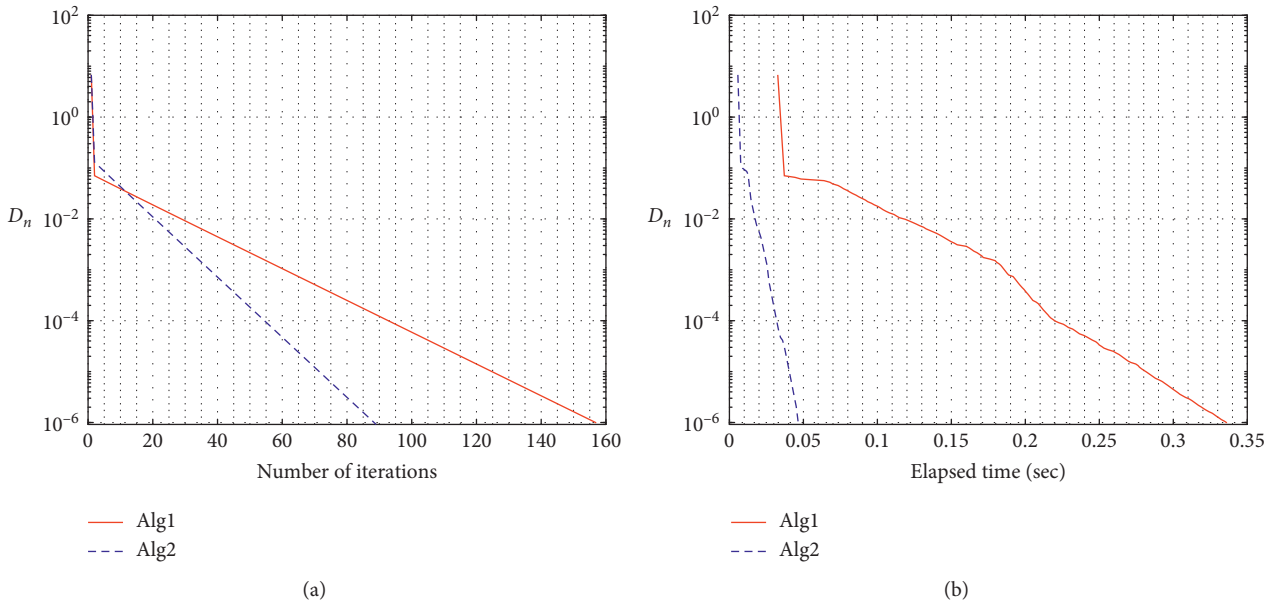 10^2
10^0
D_n
10^-2
10^-4
10^-6
0 20 40 60 80 100 120 140 160
Number of iterations
Alg1
Alg2
(a)
10^2
10^0
D_n
10^-2
10^-4
10^-6
0 0.05 0.1 0.15 0.2 0.25 0.3 0.35
Elapsed time (sec)
Alg1
Alg2
(b)